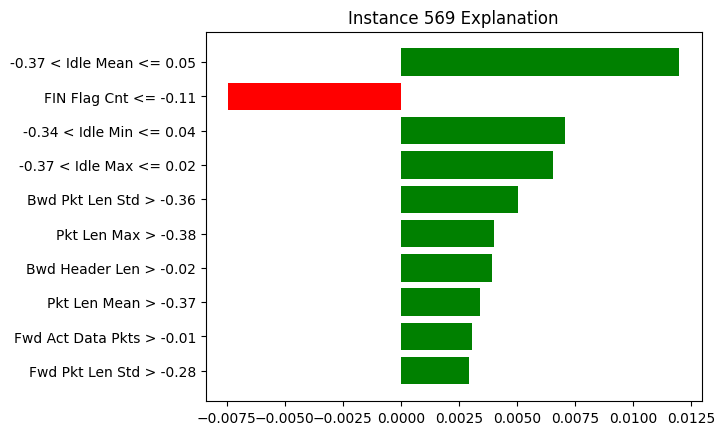 Instance 569 Explanation
-0.37 < Idle Mean <= 0.05
FIN Flag Cnt <= -0.11
-0.34 < Idle Min <= 0.04
-0.37 < Idle Max <= 0.02
Bwd Pkt Len Std > -0.36
Pkt Len Max > -0.38
Bwd Header Len > -0.02
Pkt Len Mean > -0.37
Fwd Act Data Pkts > -0.01
Fwd Pkt Len Std > -0.28
−0.0075 −0.0050 −0.0025 0.0000 0.0025 0.0050 0.0075 0.0100 0.0125